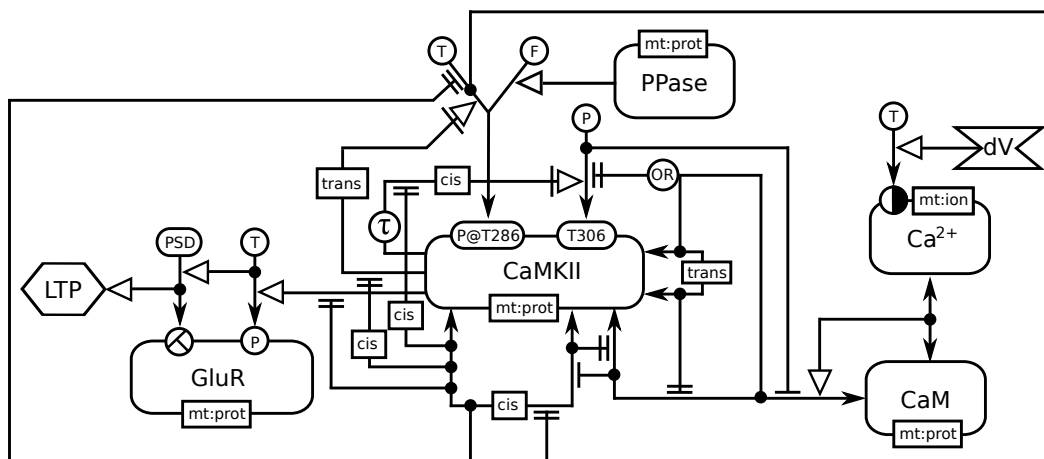 T
F
mt:prot
PPase
P
T
dV
trans
cis
OR
mt:ion
Ca2+
τ
P@T286
T306
CaMKII
PSD
T
trans
LTP
mt:prot
cis
cis
P
GluR
mt:prot
cis
CaM
mt:prot